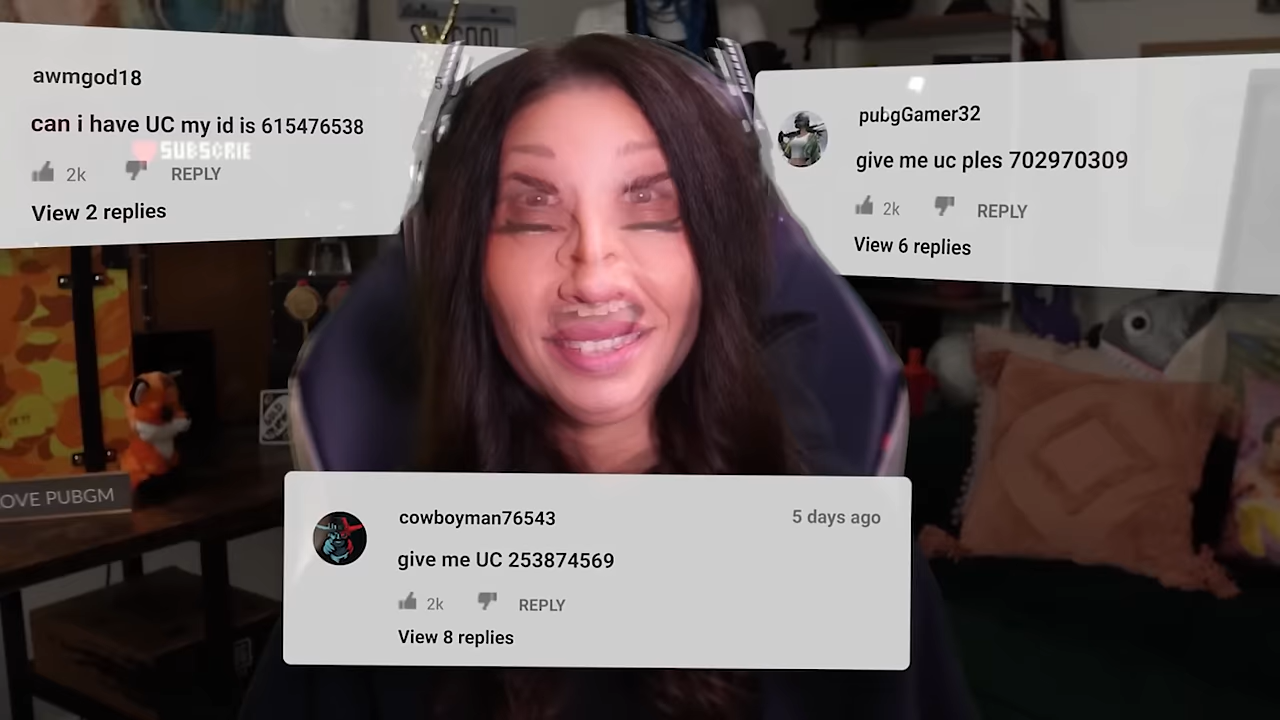 awmgod18
can i have UC my id is 615476538
SUBSCRIE
2k
REPLY
View 2 replies
5
pubgGamer32
give me uc ples 702970309
2k
REPLY
View 6 replies
OVE PUBGM
cowboyman76543
5 days ago
give me UC 253874569
2k
REPLY
View 8 replies